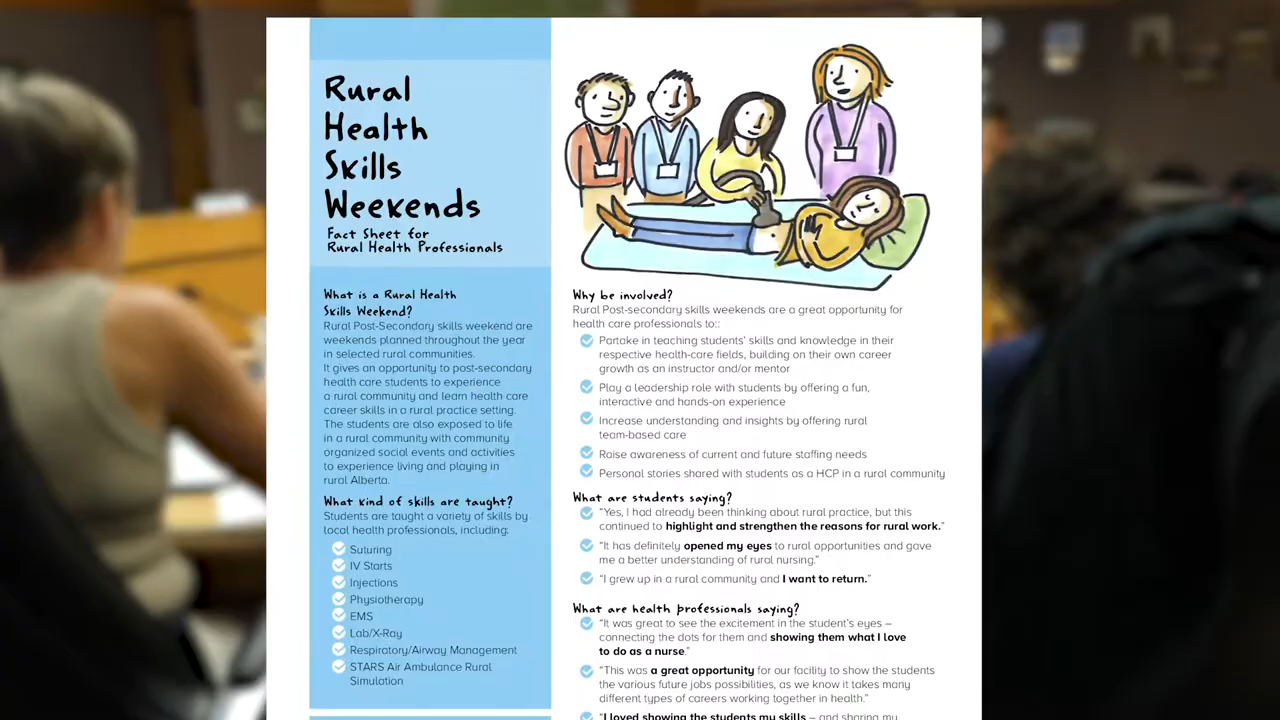 Rural
Health
Skills
Weekends
Fact Sheet for
Rural Health Professionals
What is a Rural Health
Skills Weekend?
Rural Post-Secondary skills weekend are
weekends planned throughout the year
in selected rural communities.
It gives an opportunity to post-secondary
health care students to experience
a rural community and learn health care
career skills in a rural practice setting.
The students are also exposed to life
in a rural community with community
organized social events and activities
to experience living and playing in
rural Alberta.
What kind of skills are taught?
Students are taught a variety of skills by
local health professionals, including:
Suturing
IV Starts
Injections
Physiotherapy
EMS
Lab/X-Ray
Respiratory/Airway Management
STARS Air Ambulance Rural
Simulation
Why be involved?
Rural Post-secondary skills weekends are a great opportunity for
health care professionals to::
Partake in teaching students' skills and knowledge in their
respective health-care fields, building on their own career
growth as an instructor and/or mentor
Play a leadership role with students by offering a fun,
interactive and hands-on experience
Increase understanding and insights by offering rural
team-based care
Raise awareness of current and future staffing needs
Personal stories shared with students as a HCP in a rural community
What are students saying?
"Yes, I had already been thinking about rural practice, but this
continued to highlight and strengthen the reasons for rural work."
"It has definitely opened my eyes to rural opportunities and gave
me a better understanding of rural nursing."
"I grew up in a rural community and I want to return."
What are health professionals saying?
"It was great to see the excitement in the student's eyes –
connecting the dots for them and showing them what I love
to do as a nurse."
"This was a great opportunity for our facility to show the students
the various future jobs possibilities, as we know it takes many
different types of careers working together in health."
"I loved showing the students my skills – and sharing my